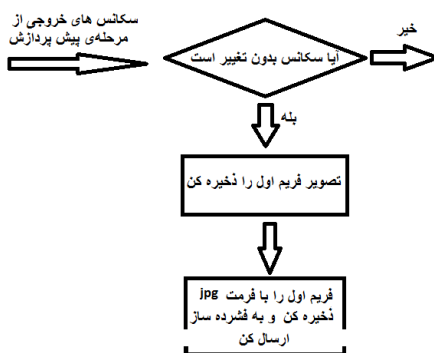 سکانس های خروجی از
مرحله‌ی پیش پردازش
آیا سکانس بدون تغییر است
خیر
بله
تصویر فریم اول را ذخیره کن
فریم اول را با فرمت jpg
ذخیره کن و به فشرده ساز
ارسال کن